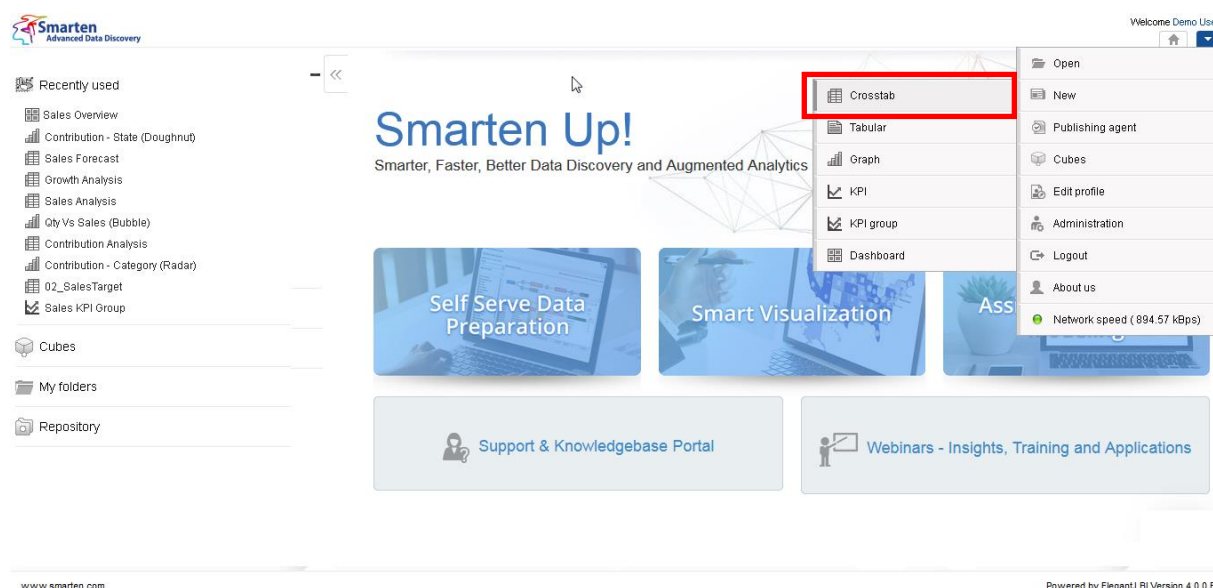 Smarten
Advanced Data Discovery
Welcome Demo Use
Recently used
Sales Overview
Contribution - State (Doughnut)
Sales Forecast
Growth Analysis
Sales Analysis
Qty Vs Sales (Bubble)
Contribution Analysis
Contribution - Category (Radar)
02_SalesTarget
Sales KPI Group
Cubes
My folders
Repository
Smarten Up!
Smarter, Faster, Better Data Discovery and Augmented Analytics
Crosstab
Tabular
Graph
KPI
KPI group
Dashboard
Open
New
Publishing agent
Cubes
Edit profile
Administration
Logout
About us
Network speed ( 894.57 kBps)
Self Serve Data
Preparation
Smart Visualization
Ass
Support & Knowledgebase Portal
Webinars - Insights, Training and Applications
www.smarten.com
Powered by ElegantJ BI Version 4.0.0